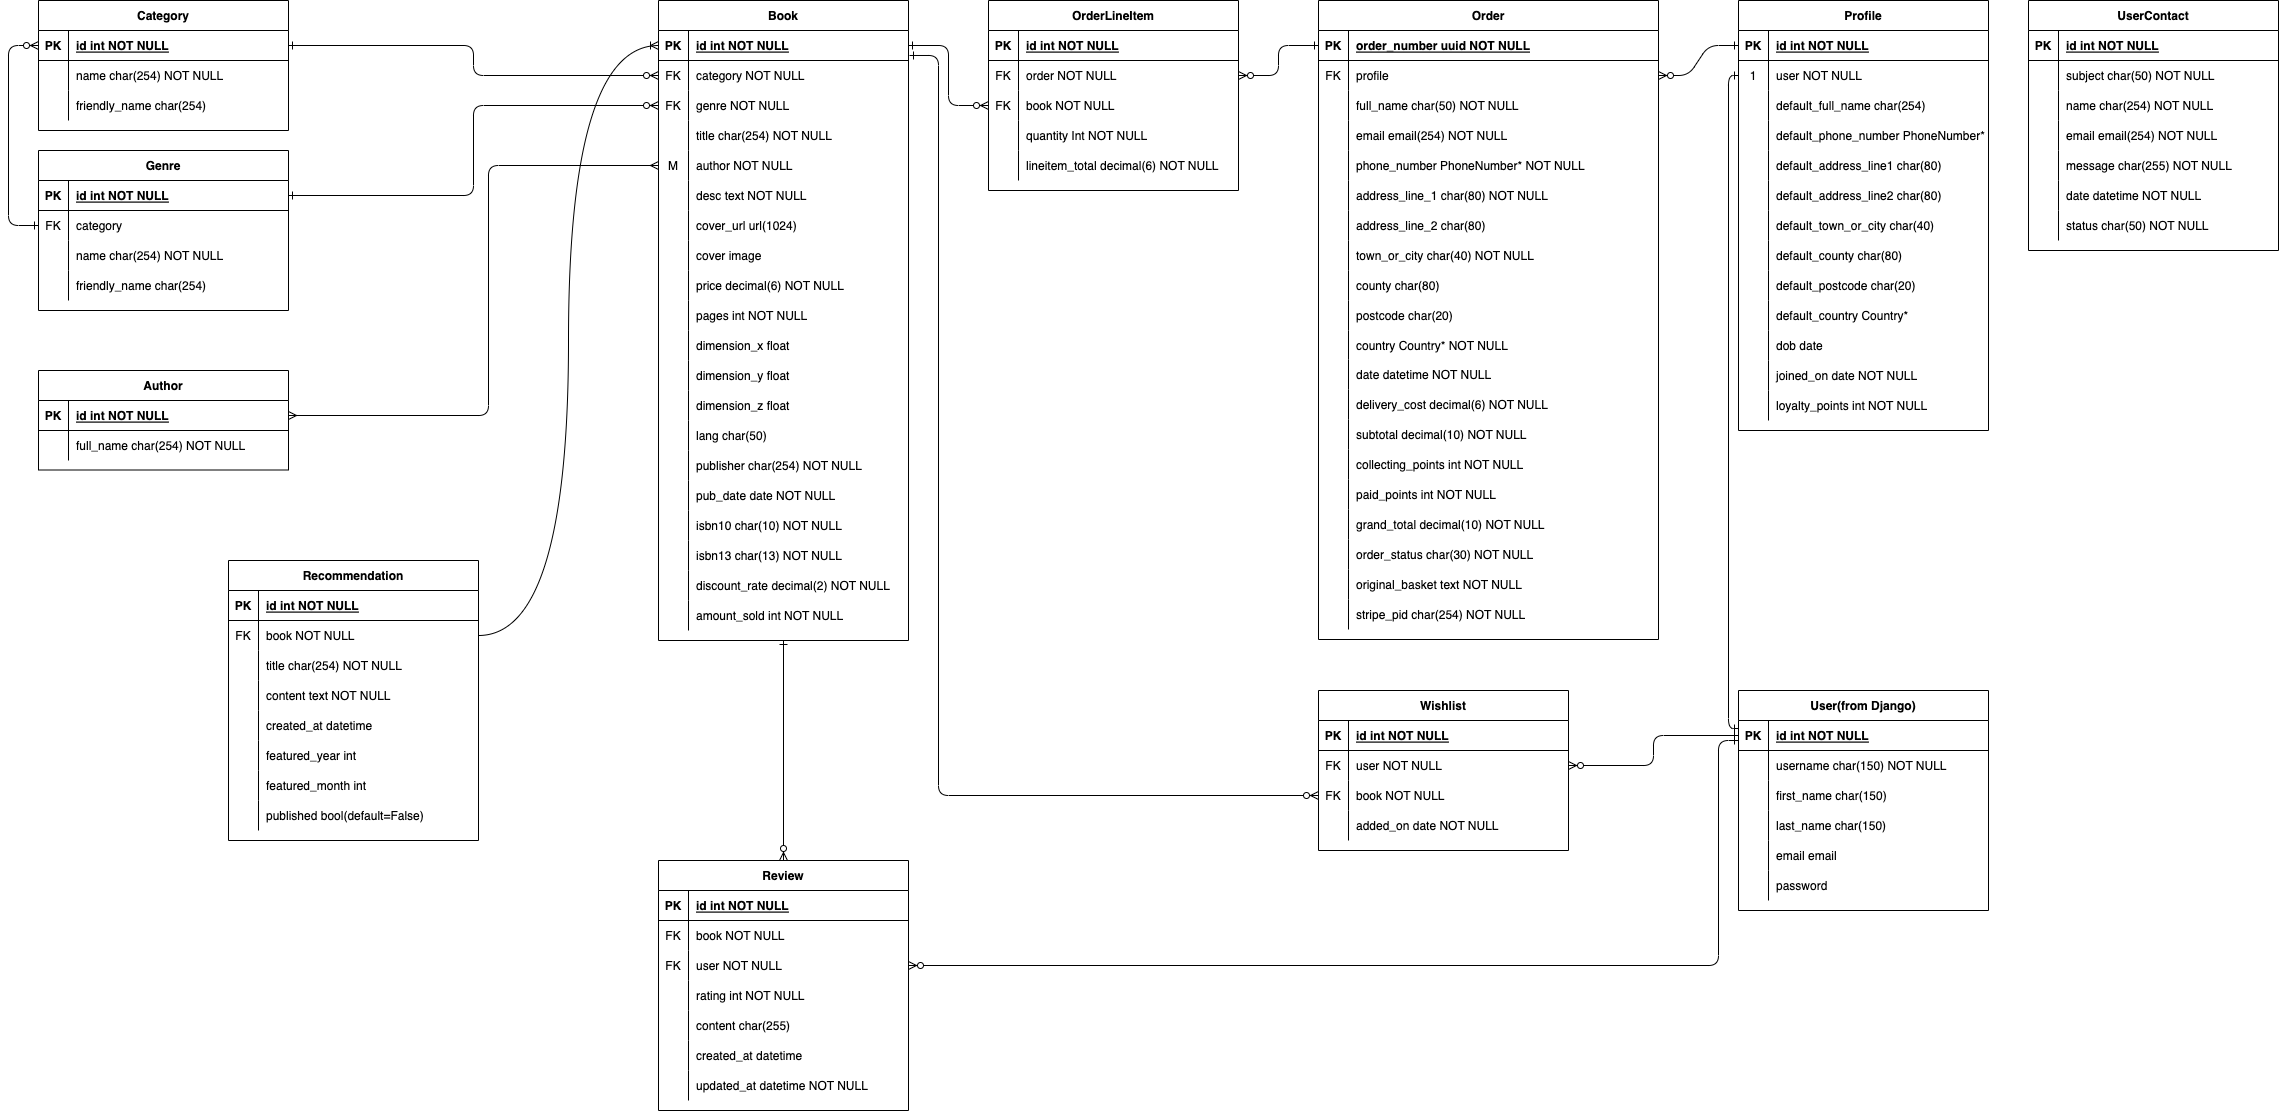 Category
PK id int NOT NULL
name char(254) NOT NULL
friendly_name char(254)
Genre
PK id int NOT NULL
FK category
name char(254) NOT NULL
friendly_name char(254)
Author
PK id int NOT NULL
full_name char(254) NOT NULL
Recommendation
PK id int NOT NULL
FK book NOT NULL
title char(254) NOT NULL
content text NOT NULL
created_at datetime
featured_year int
featured_month int
published bool(default=False)
Book
PK id int NOT NULL
FK category NOT NULL
FK genre NOT NULL
title char(254) NOT NULL
M author NOT NULL
desc text NOT NULL
cover_url url(1024)
cover image
price decimal(6) NOT NULL
pages int NOT NULL
dimension_x float
dimension_y float
dimension_z float
lang char(50)
publisher char(254) NOT NULL
pub_date date NOT NULL
isbn10 char(10) NOT NULL
isbn13 char(13) NOT NULL
discount_rate decimal(2) NOT NULL
amount_sold int NOT NULL
Review
PK id int NOT NULL
FK book NOT NULL
FK user NOT NULL
rating int NOT NULL
content char(255)
created_at datetime
updated_at datetime NOT NULL
OrderLineItem
PK id int NOT NULL
FK order NOT NULL
FK book NOT NULL
quantity Int NOT NULL
lineitem_total decimal(6) NOT NULL
Order
PK order_number uuid NOT NULL
FK profile
full_name char(50) NOT NULL
email email(254) NOT NULL
phone_number PhoneNumber* NOT NULL
address_line_1 char(80) NOT NULL
address_line_2 char(80)
town_or_city char(40) NOT NULL
county char(80)
postcode char(20)
country Country* NOT NULL
date datetime NOT NULL
delivery_cost decimal(6) NOT NULL
subtotal decimal(10) NOT NULL
collecting_points int NOT NULL
paid_points int NOT NULL
grand_total decimal(10) NOT NULL
order_status char(30) NOT NULL
original_basket text NOT NULL
stripe_pid char(254) NOT NULL
Wishlist
PK id int NOT NULL
FK user NOT NULL
FK book NOT NULL
added_on date NOT NULL
Profile
PK id int NOT NULL
1 user NOT NULL
default_full_name char(254)
default_phone_number PhoneNumber*
default_address_line1 char(80)
default_address_line2 char(80)
default_town_or_city char(40)
default_county char(80)
default_postcode char(20)
default_country Country*
dob date
joined_on date NOT NULL
loyalty_points int NOT NULL
User(from Django)
PK id int NOT NULL
username char(150) NOT NULL
first_name char(150)
last_name char(150)
email email
password
UserContact
PK id int NOT NULL
subject char(50) NOT NULL
name char(254) NOT NULL
email email(254) NOT NULL
message char(255) NOT NULL
date datetime NOT NULL
status char(50) NOT NULL